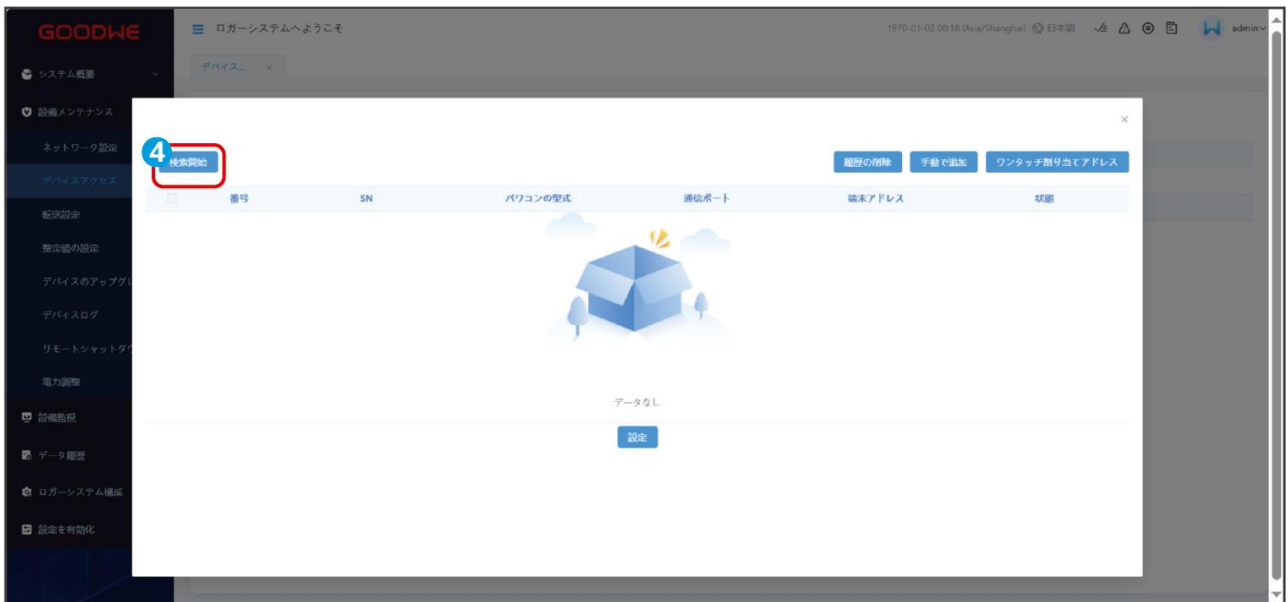 GOODWE
ロガーシステムへようこそ
1970-01-02 00:18 (Asia/Shanghai) 日本語
admin
システム概要
デバイス...
設備メンテナンス
ネットワーク設定
デバイスアクセス
転送設定
整定値の設定
デバイスのアップグレ
デバイスログ
リモートシャットダウ
電力調整
設備監視
データ履歴
ロガーシステム構成
設定を有効化
4
検索開始
履歴の削除 手動で追加 ワンタッチ割り当てアドレス
番号 SN パワコンの型式 通信ポート 端末アドレス 状態
データなし
設定